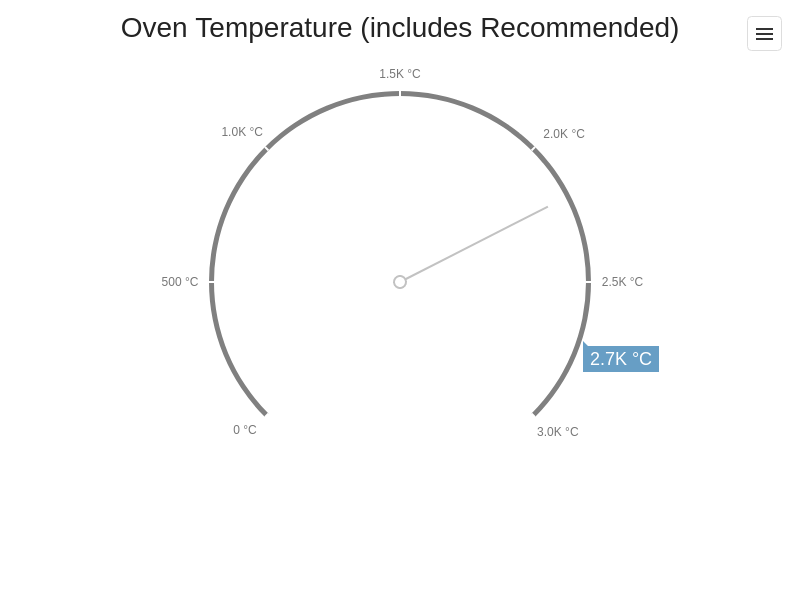 Oven Temperature (includes Recommended)
1.5K °C
1.0K °C
2.0K °C
500 °C
2.5K °C
2.7K °C
0 °C
3.0K °C